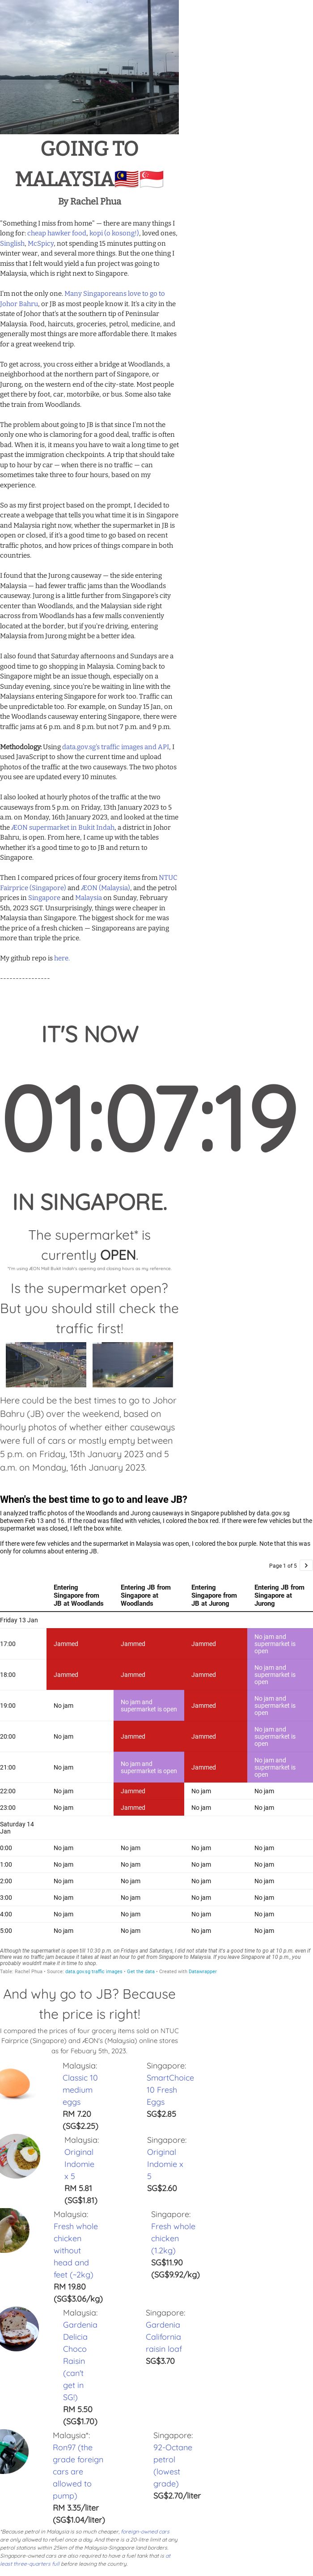 GOING TO
MALAYSIA🇲🇾🇸🇬
By Rachel Phua
"Something I miss from home" — there are many things I
long for: cheap hawker food, kopi (o kosong!), loved ones,
Singlish, McSpicy, not spending 15 minutes putting on
winter wear, and several more things. But the one thing I
miss that I felt would yield a fun project was going to
Malaysia, which is right next to Singapore.
I'm not the only one. Many Singaporeans love to go to
Johor Bahru, or JB as most people know it. It's a city in the
state of Johor that's at the southern tip of Peninsular
Malaysia. Food, haircuts, groceries, petrol, medicine, and
generally most things are more affordable there. It makes
for a great weekend trip.
To get across, you cross either a bridge at Woodlands, a
neighborhood at the northern part of Singapore, or
Jurong, on the western end of the city-state. Most people
get there by foot, car, motorbike, or bus. Some also take
the train from Woodlands.
The problem about going to JB is that since I'm not the
only one who is clamoring for a good deal, traffic is often
bad. When it is, means you have to wait a long time to get
past the immigration checkpoints. A trip that should take
up to hour by car — when there is no traffic — can
sometimes take three to four hours, based on my
experience.
So as my first project based on the prompt, I decided to
create a webpage that tells you what time it is in Singapore
and Malaysia right now, whether the supermarket in JB is
open or closed, if it's a good time to go based on recent
traffic photos, and how prices of things compare in both
countries.
I found that the Jurong causeway — the side entering
Malaysia — had fewer traffic jams than the Woodlands
causeway. Jurong is a little further from Singapore's city
center than Woodlands, and the Malaysian side right
across from Woodlands has a few malls conveniently
located at the border, but if you're driving, entering
Malaysia from Jurong might be a better idea.
I also found that Saturday afternoons and Sundays are a
good time to go shopping in Malaysia. Coming back to
Singapore might be an issue though, especially on a
Sunday evening, since you're be waiting in line with the
Malaysians entering Singapore for work too. Traffic can
be unpredictable too. For example, on Sunday 15 Jan, on
the Woodlands causeway entering Singapore, there were
traffic jams at 6 p.m. and 8 p.m. but not 7 p.m. and 9 p.m.
Methodology: Using data.gov.sg's traffic images and API, I
used JavaScript to show the current time and upload
photos of the traffic at the two causeways. The two photos
you see are updated every 10 minutes.
I also looked at hourly photos of the traffic at the two
causeways from 5 p.m. on Friday, 13th January 2023 to 5
a.m. on Monday, 16th January 2023, and looked at the time
the ÆON supermarket in Bukit Indah, a district in Johor
Bahru, is open. From here, I came up with the tables
whether it's a good time to go to JB and return to
Singapore.
Then I compared prices of four grocery items from NTUC
Fairprice (Singapore) and ÆON (Malaysia), and the petrol
prices in Singapore and Malaysia on Sunday, February
5th, 2023 SGT. Unsurprisingly, things were cheaper in
Malaysia than Singapore. The biggest shock for me was
the price of a fresh chicken — Singaporeans are paying
more than triple the price.
My github repo is here.
----------------
IT'S NOW
01:07:19
IN SINGAPORE.
The supermarket* is
currently OPEN.
*I'm using ÆON Mall Bukit Indah's opening and closing hours as my reference.
Is the supermarket open?
But you should still check the
traffic first!
Here could be the best times to go to Johor
Bahru (JB) over the weekend, based on
hourly photos of whether either causeways
were full of cars or mostly empty between
5 p.m. on Friday, 13th January 2023 and 5
a.m. on Monday, 16th January 2023.
When's the best time to go to and leave JB?
I analyzed traffic photos of the Woodlands and Jurong causeways in Singapore published by data.gov.sg
between Feb 13 and 16. If the road was filled with vehicles, I colored the box red. If there were few vehicles but the
supermarket was closed, I left the box white.
If there were few vehicles and the supermarket in Malaysia was open, I colored the box purple. Note that this was
only for columns about entering JB.
Page 1 of 5 >
Entering Singapore from JB at Woodlands Entering JB from Singapore at Woodlands Entering Singapore from JB at Jurong Entering JB from Singapore at Jurong
Friday 13 Jan
17:00 Jammed Jammed Jammed No jam and supermarket is open
18:00 Jammed Jammed Jammed No jam and supermarket is open
19:00 No jam No jam and supermarket is open Jammed No jam and supermarket is open
20:00 No jam Jammed Jammed No jam and supermarket is open
21:00 No jam No jam and supermarket is open Jammed No jam and supermarket is open
22:00 No jam Jammed No jam No jam
23:00 No jam Jammed No jam No jam
Saturday 14 Jan
0:00 No jam No jam No jam No jam
1:00 No jam No jam No jam No jam
2:00 No jam No jam No jam No jam
3:00 No jam No jam No jam No jam
4:00 No jam No jam No jam No jam
5:00 No jam No jam No jam No jam
Although the supermarket is open till 10:30 p.m. on Fridays and Saturdays, I did not state that it's a good time to go at 10 p.m. even if
there was no traffic jam because it takes at least an hour to get from Singapore to Malaysia. If you leave Singapore at 10 p.m., you
probably wouldn't make it in time to shop.
Table: Rachel Phua • Source: data.gov.sg traffic images • Get the data • Created with Datawrapper
And why go to JB? Because
the price is right!
I compared the prices of four grocery items sold on NTUC
Fairprice (Singapore) and ÆON's (Malaysia) online stores
as for Febuary 5th, 2023.
Malaysia:
Classic 10
medium
eggs
RM 7.20
(SG$2.25)
Singapore:
SmartChoice
10 Fresh
Eggs
SG$2.85
Malaysia:
Original
Indomie
x 5
RM 5.81
(SG$1.81)
Singapore:
Original
Indomie x
5
SG$2.60
Malaysia:
Fresh whole
chicken
without
head and
feet (~2kg)
RM 19.80
(SG$3.06/kg)
Singapore:
Fresh whole
chicken
(1.2kg)
SG$11.90
(SG$9.92/kg)
Malaysia:
Gardenia
Delicia
Choco
Raisin
(can't
get in
SG!)
RM 5.50
(SG$1.70)
Singapore:
Gardenia
California
raisin loaf
SG$3.70
Malaysia*:
Ron97 (the
grade foreign
cars are
allowed to
pump)
RM 3.35/liter
(SG$1.04/liter)
Singapore:
92-Octane
petrol
(lowest
grade)
SG$2.70/liter
*Because petrol in Malaysia is so much cheaper, foreign-owned cars
are only allowed to refuel once a day. And there is a 20-litre limit at any
petrol stations within 25km of the Malaysia-Singapore land borders.
Singapore-owned cars are also required to have a fuel tank that is at
least three-quarters full before leaving the country.